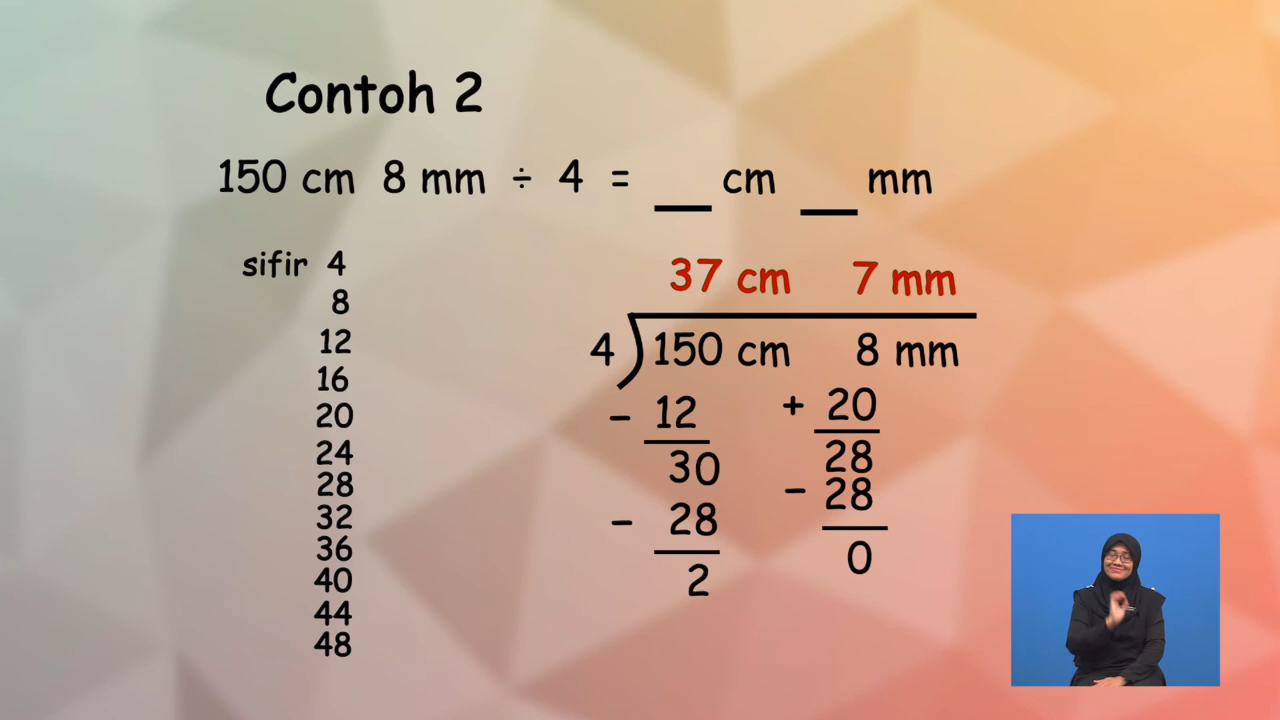 Contoh 2
150 cm 8 mm ÷ 4 = __ cm __ mm
sifir 4
8
12
16
20
24
28
32
36
40
44
48
37 cm 7 mm
4 150 cm 8 mm
- 12 + 20
30 28
- 28 - 28
2 0